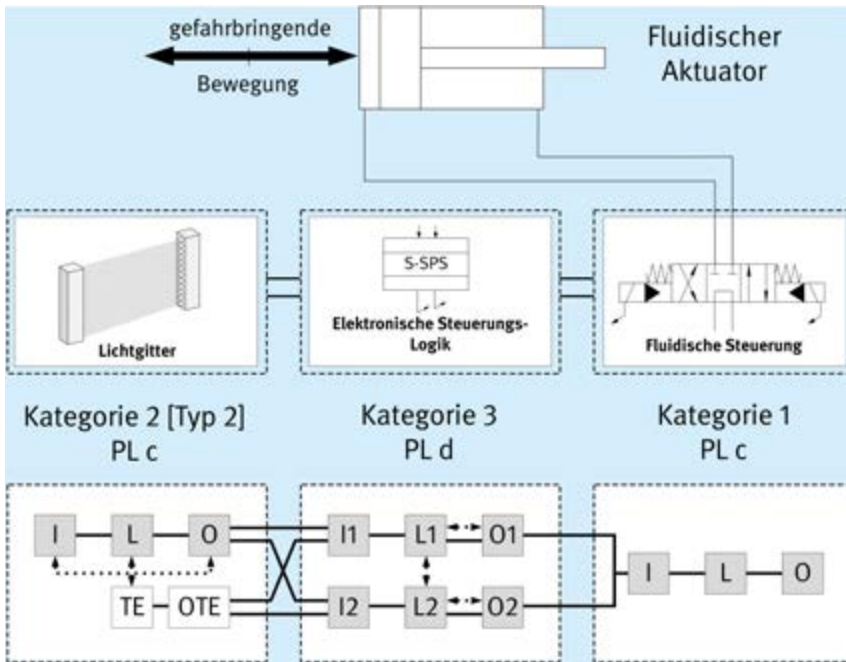 gefahrbringende
Bewegung
Fluidischer
Aktuator
Lichtgitter
S-SPS
Elektronische Steuerungs-
Logik
Fluidische Steuerung
Kategorie 2 [Typ 2]
PL c
Kategorie 3
PL d
Kategorie 1
PL c
I L O
TE OTE
I1 L1 O1
I2 L2 O2
I L O